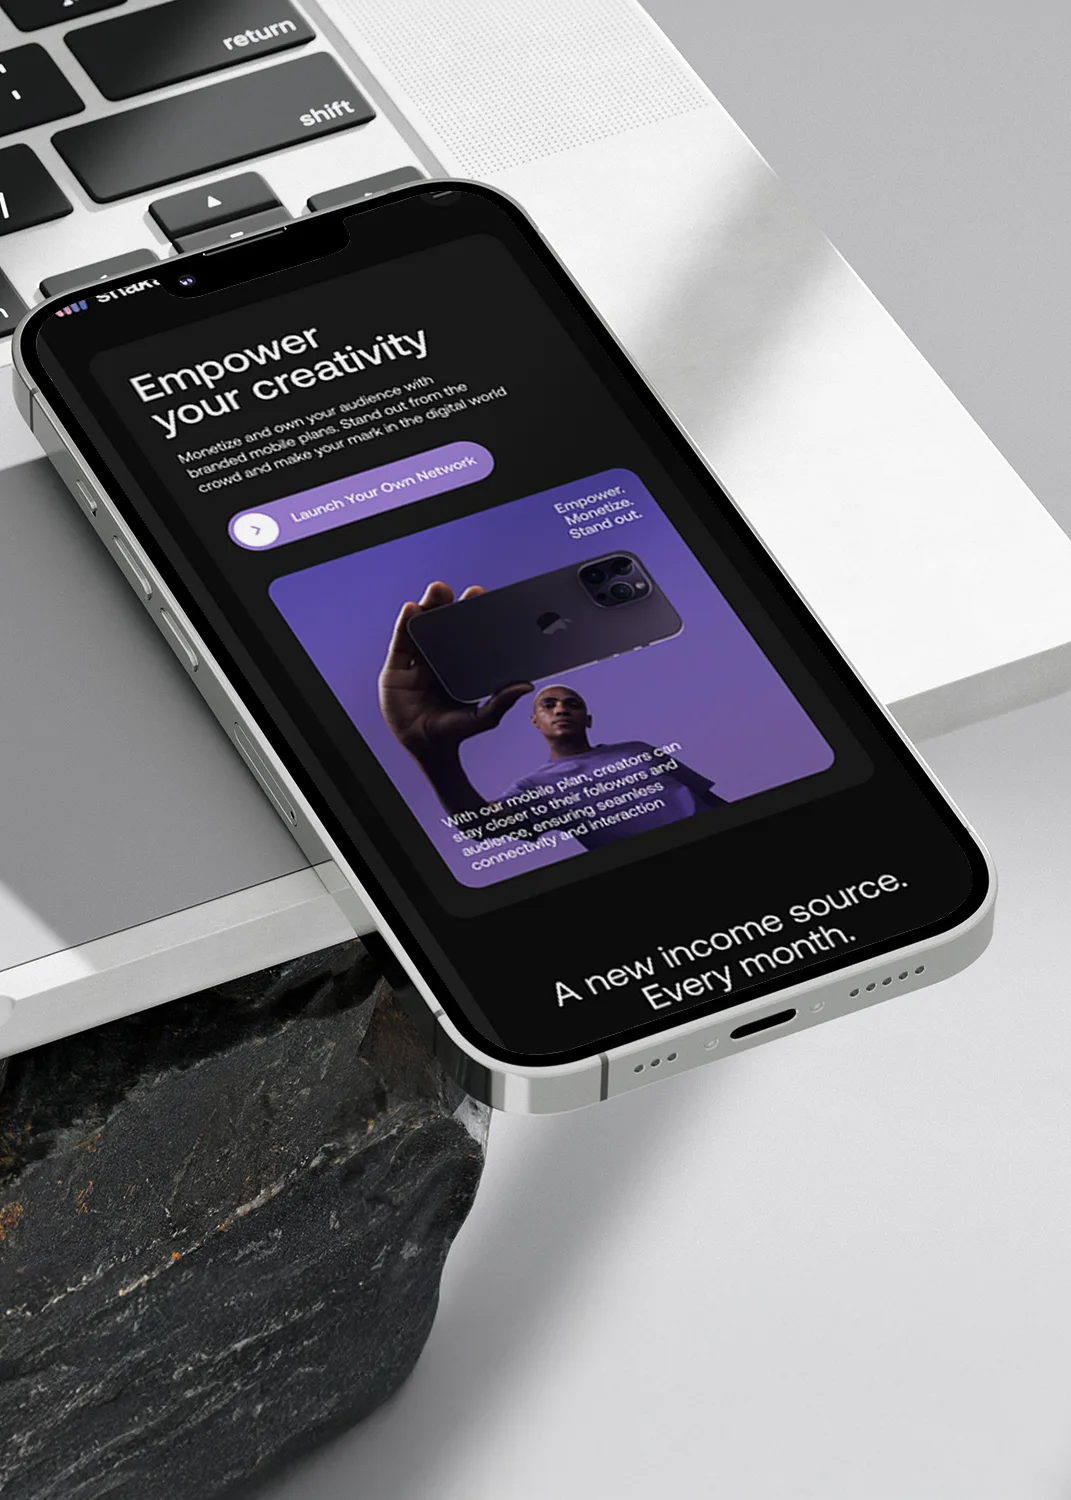 return
shift
Empower
your creativity
Monetize and own your audience with
branded mobile plans. Stand out from the
crowd and make your mark in the digital world
Launch Your Own Network
Empower.
Monetize.
Stand out.
With our mobile plan, creators can
stay closer to their followers and
audience, ensuring seamless
connectivity and interaction
A new income source.
Every month.